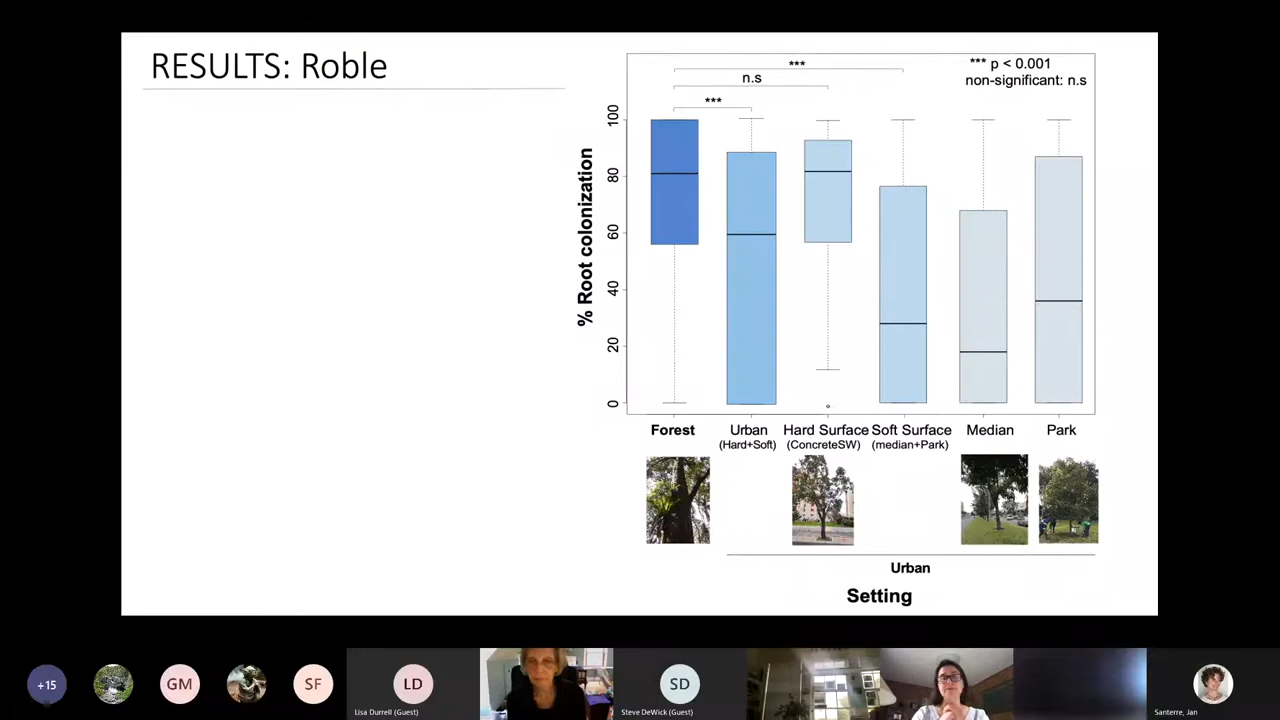 RESULTS: Roble
*** p < 0.001
non-significant: n.s
***
n.s
***
% Root colonization
100
80
60
40
20
0
Forest
Urban
(Hard+Soft)
Hard Surface
(ConcreteSW)
Soft Surface
(median+Park)
Median
Park
Urban
Setting
+15
GM
SF
LD
Lisa Durrell (Guest)
SD
Steve DeWick (Guest)
Santerre, Jan